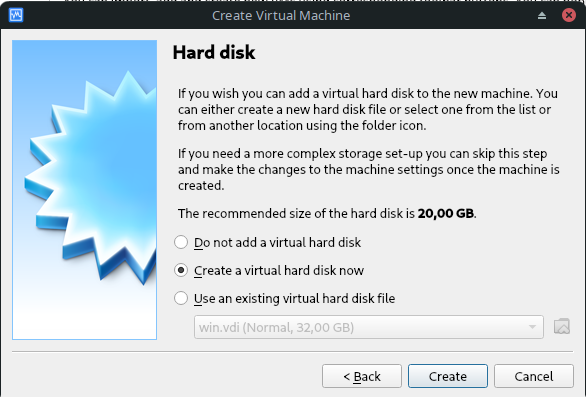 Create Virtual Machine
Hard disk
If you wish you can add a virtual hard disk to the new machine. You
can either create a new hard disk file or select one from the list or
from another location using the folder icon.
If you need a more complex storage set-up you can skip this step
and make the changes to the machine settings once the machine is
created.
The recommended size of the hard disk is 20,00 GB.
Do not add a virtual hard disk
Create a virtual hard disk now
Use an existing virtual hard disk file
win.vdi (Normal, 32,00 GB)
< Back
Create
Cancel